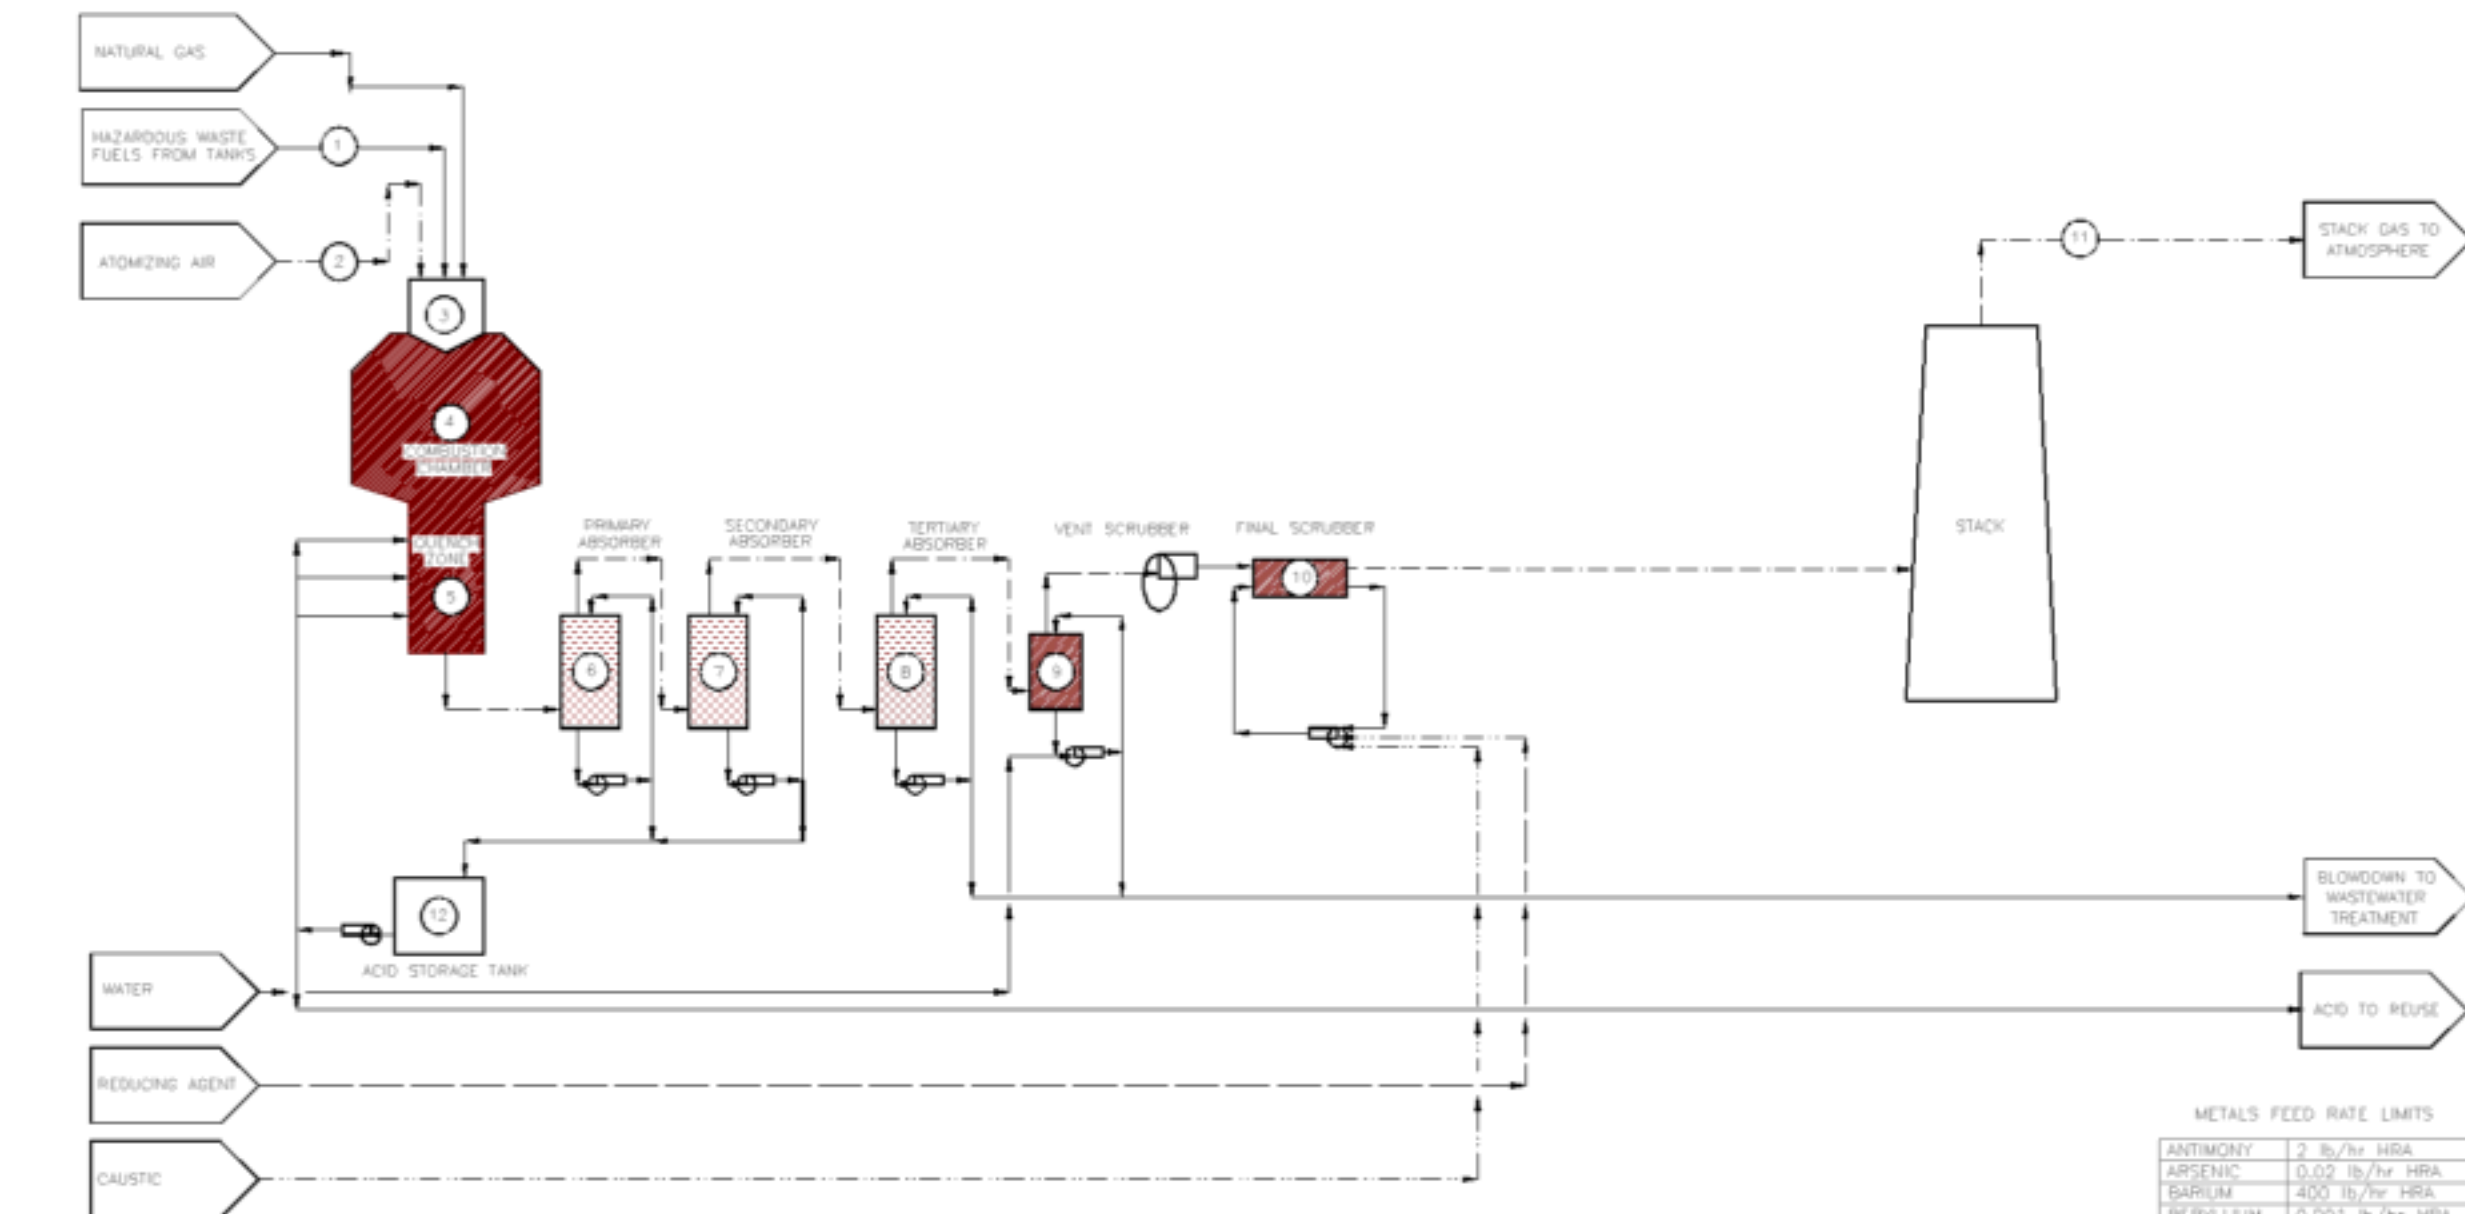 NATURAL GAS
HAZARDOUS WASTE
FUELS FROM TANKS
1
ATOMIZING AIR
2
3
4
COMBUSTION
CHAMBER
QUENCH
ZONE
5
PRIMARY
ABSORBER
6
SECONDARY
ABSORBER
7
TERTIARY
ABSORBER
8
VENT SCRUBBER
9
FINAL SCRUBBER
10
STACK
11
STACK GAS TO
ATMOSPHERE
12
ACID STORAGE TANK
BLOWDOWN TO
WASTEWATER
TREATMENT
WATER
ACID TO REUSE
REDUCING AGENT
CAUSTIC
METALS FEED RATE LIMITS
ANTIMONY 2 lb/hr HRA
ARSENIC 0.02 lb/hr HRA
BARIUM 400 lb/hr HRA